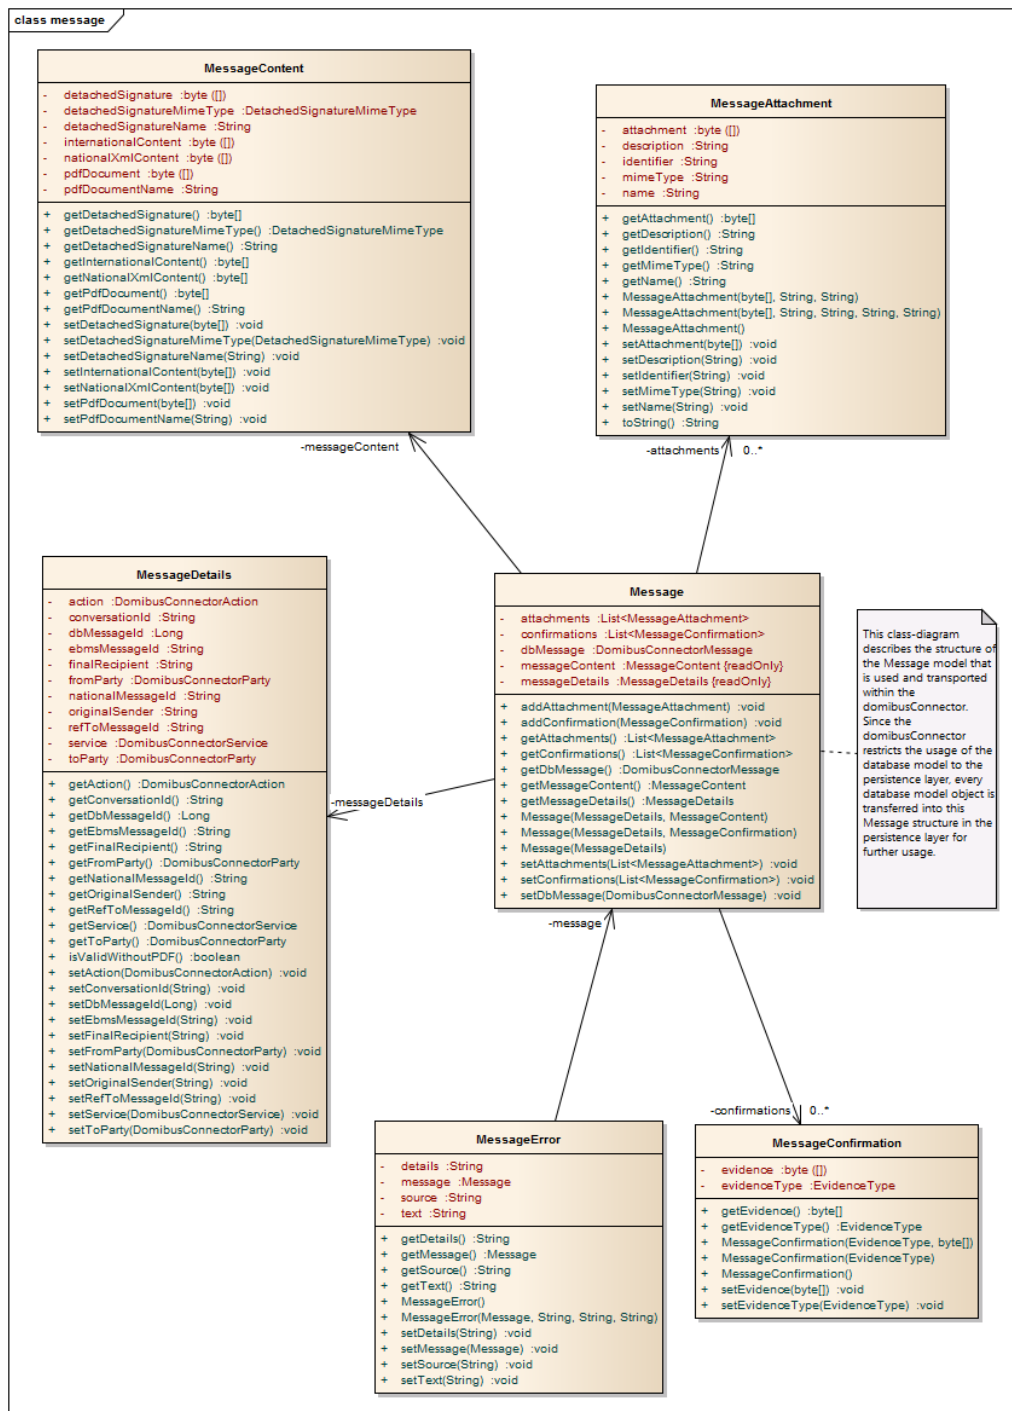 class message
MessageContent
- detachedSignature :byte ([])
- detachedSignatureMimeType :DetachedSignatureMimeType
- detachedSignatureName :String
- internationalContent :byte ([])
- nationalXmlContent :byte ([])
- pdfDocument :byte ([])
- pdfDocumentName :String
+ getDetachedSignature() :byte[]
+ getDetachedSignatureMimeType() :DetachedSignatureMimeType
+ getDetachedSignatureName() :String
+ getInternationalContent() :byte[]
+ getNationalXmlContent() :byte[]
+ getPdfDocument() :byte[]
+ getPdfDocumentName() :String
+ setDetachedSignature(byte[]) :void
+ setDetachedSignatureMimeType(DetachedSignatureMimeType) :void
+ setDetachedSignatureName(String) :void
+ setInternationalContent(byte[]) :void
+ setNationalXmlContent(byte[]) :void
+ setPdfDocument(byte[]) :void
+ setPdfDocumentName(String) :void
MessageAttachment
- attachment :byte ([])
- description :String
- identifier :String
- mimeType :String
- name :String
+ getAttachment() :byte[]
+ getDescription() :String
+ getIdentifier() :String
+ getMimeType() :String
+ getName() :String
+ MessageAttachment(byte[], String, String)
+ MessageAttachment(byte[], String, String, String, String)
+ MessageAttachment()
+ setAttachment(byte[]) :void
+ setDescription(String) :void
+ setIdentifier(String) :void
+ setMimeType(String) :void
+ setName(String) :void
+ toString() :String
-messageContent
-attachments 0..*
MessageDetails
- action :DomibusConnectorAction
- conversationId :String
- dbMessageId :Long
- ebmsMessageId :String
- finalRecipient :String
- fromParty :DomibusConnectorParty
- nationalMessageId :String
- originalSender :String
- refToMessageId :String
- service :DomibusConnectorService
- toParty :DomibusConnectorParty
+ getAction() :DomibusConnectorAction
+ getConversationId() :String
+ getDbMessageId() :Long
+ getEbmsMessageId() :String
+ getFinalRecipient() :String
+ getFromParty() :DomibusConnectorParty
+ getNationalMessageId() :String
+ getOriginalSender() :String
+ getRefToMessageId() :String
+ getService() :DomibusConnectorService
+ getToParty() :DomibusConnectorParty
+ isValidWithoutPDF() :boolean
+ setAction(DomibusConnectorAction) :void
+ setConversationId(String) :void
+ setDbMessageId(Long) :void
+ setEbmsMessageId(String) :void
+ setFinalRecipient(String) :void
+ setFromParty(DomibusConnectorParty) :void
+ setNationalMessageId(String) :void
+ setOriginalSender(String) :void
+ setRefToMessageId(String) :void
+ setService(DomibusConnectorService) :void
+ setToParty(DomibusConnectorParty) :void
-messageDetails
Message
- attachments :List<MessageAttachment>
- confirmations :List<MessageConfirmation>
- dbMessage :DomibusConnectorMessage
- messageContent :MessageContent {readOnly}
- messageDetails :MessageDetails {readOnly}
+ addAttachment(MessageAttachment) :void
+ addConfirmation(MessageConfirmation) :void
+ getAttachments() :List<MessageAttachment>
+ getConfirmations() :List<MessageConfirmation>
+ getDbMessage() :DomibusConnectorMessage
+ getMessageContent() :MessageContent
+ getMessageDetails() :MessageDetails
+ Message(MessageDetails, MessageContent)
+ Message(MessageDetails, MessageConfirmation)
+ Message(MessageDetails)
+ setAttachments(List<MessageAttachment>) :void
+ setConfirmations(List<MessageConfirmation>) :void
+ setDbMessage(DomibusConnectorMessage) :void
This class-diagram
describes the structure of
the Message model that
is used and transported
within the
domibusConnector.
Since the
domibusConnector
restricts the usage of the
database model to the
persistence layer, every
database model object is
transferred into this
Message structure in the
persistence layer for
further usage.
-message
-confirmations 0..*
MessageError
- details :String
- message :Message
- source :String
- text :String
+ getDetails() :String
+ getMessage() :Message
+ getSource() :String
+ getText() :String
+ MessageError()
+ MessageError(Message, String, String, String)
+ setDetails(String) :void
+ setMessage(Message) :void
+ setSource(String) :void
+ setText(String) :void
MessageConfirmation
- evidence :byte ([])
- evidenceType :EvidenceType
+ getEvidence() :byte[]
+ getEvidenceType() :EvidenceType
+ MessageConfirmation(EvidenceType, byte[])
+ MessageConfirmation(EvidenceType)
+ MessageConfirmation()
+ setEvidence(byte[]) :void
+ setEvidenceType(EvidenceType) :void